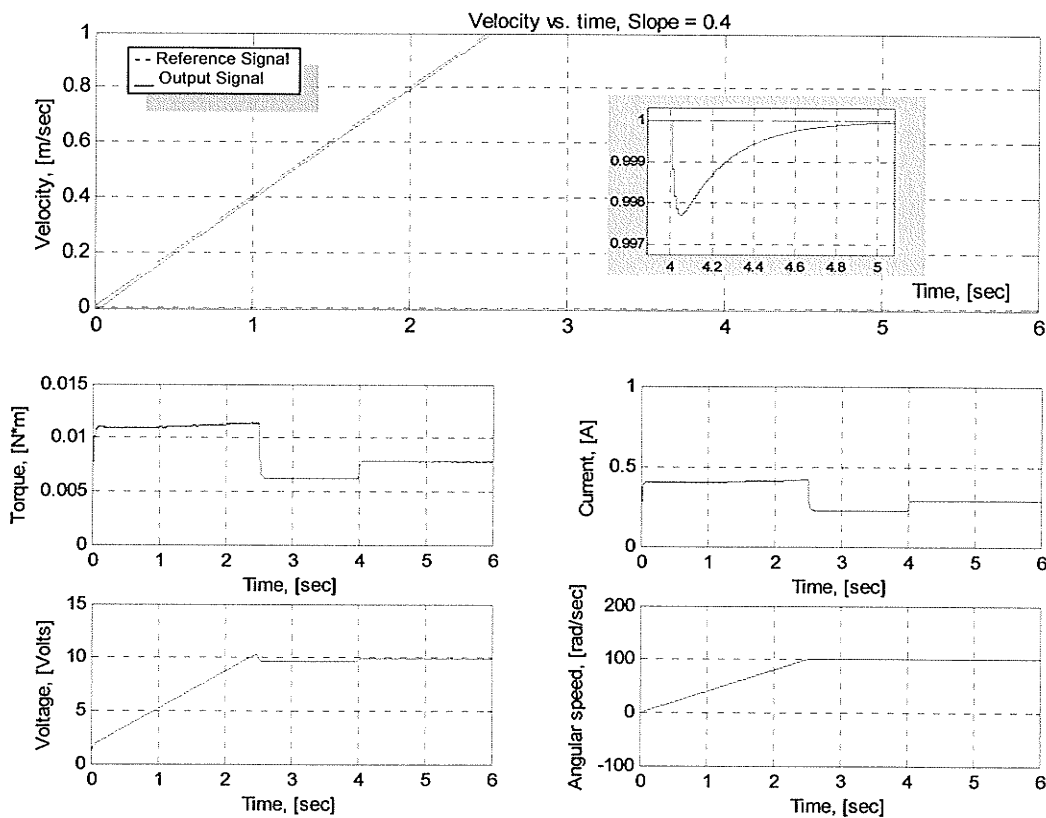 Velocity vs. time, Slope = 0.4
Velocity, [m/sec]
1
0.8
0.6
0.4
0.2
0
Reference Signal
Output Signal
1
0.999
0.998
0.997
4 4.2 4.4 4.6 4.8 5
Time, [sec]
0 1 2 3 4 5 6
Torque, [N*m]
0.015
0.01
0.005
0
0 1 2 3 4 5 6
Time, [sec]
Current, [A]
1
0.5
0
0 1 2 3 4 5 6
Time, [sec]
Voltage, [Volts]
15
10
5
0
0 1 2 3 4 5 6
Time, [sec]
Angular speed, [rad/sec]
200
100
0
-100
0 1 2 3 4 5 6
Time, [sec]